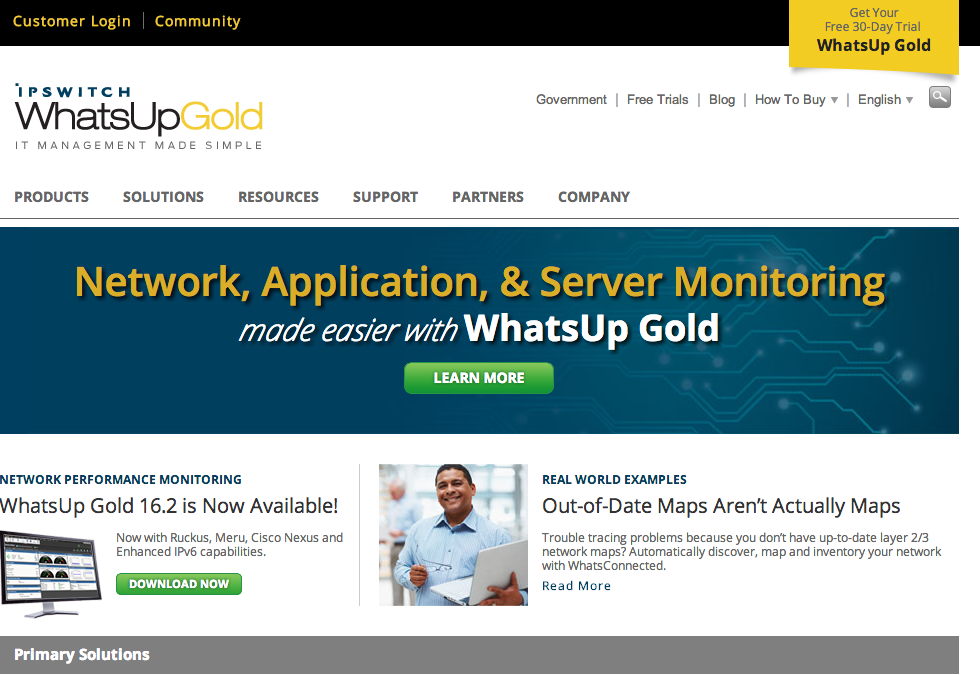 Customer Login | Community
Get Your
Free 30-Day Trial
WhatsUp Gold
IPSWITCH
WhatsUpGold
IT MANAGEMENT MADE SIMPLE
Government | Free Trials | Blog | How To Buy | English
PRODUCTS SOLUTIONS RESOURCES SUPPORT PARTNERS COMPANY
Network, Application, & Server Monitoring
made easier with WhatsUp Gold
LEARN MORE
NETWORK PERFORMANCE MONITORING
WhatsUp Gold 16.2 is Now Available!
Now with Ruckus, Meru, Cisco Nexus and
Enhanced IPv6 capabilities.
DOWNLOAD NOW
REAL WORLD EXAMPLES
Out-of-Date Maps Aren’t Actually Maps
Trouble tracing problems because you don’t have up-to-date layer 2/3
network maps? Automatically discover, map and inventory your network
with WhatsConnected.
Read More
Primary Solutions